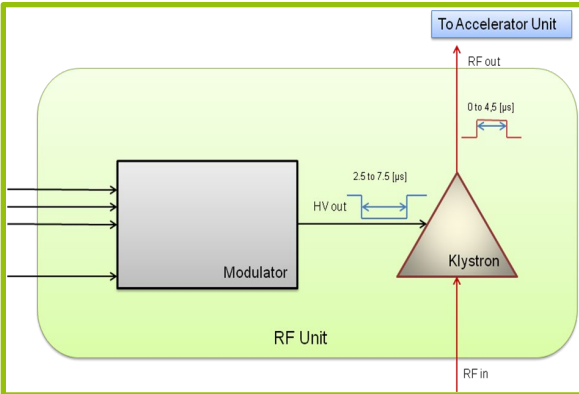 To Accelerator Unit
RF out
0 to 4,5 [µs]
2.5 to 7.5 [µs]
HV out
Modulator
Klystron
RF Unit
RF in